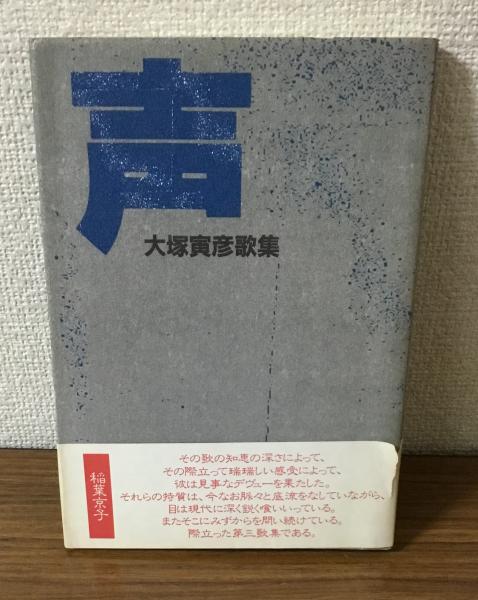 声
大塚寅彦歌集
その歌の知恵の深さによって、
その際立って瑞瑞しい感受によって、
彼は見事なデヴューを果たした。
それらの特質は、今なお脈々と底流をなしていながら、
目は現代に深く鋭く喰いいっている。
またそこにみずからを問い続けている。
際立った第三歌集である。
稲葉京子